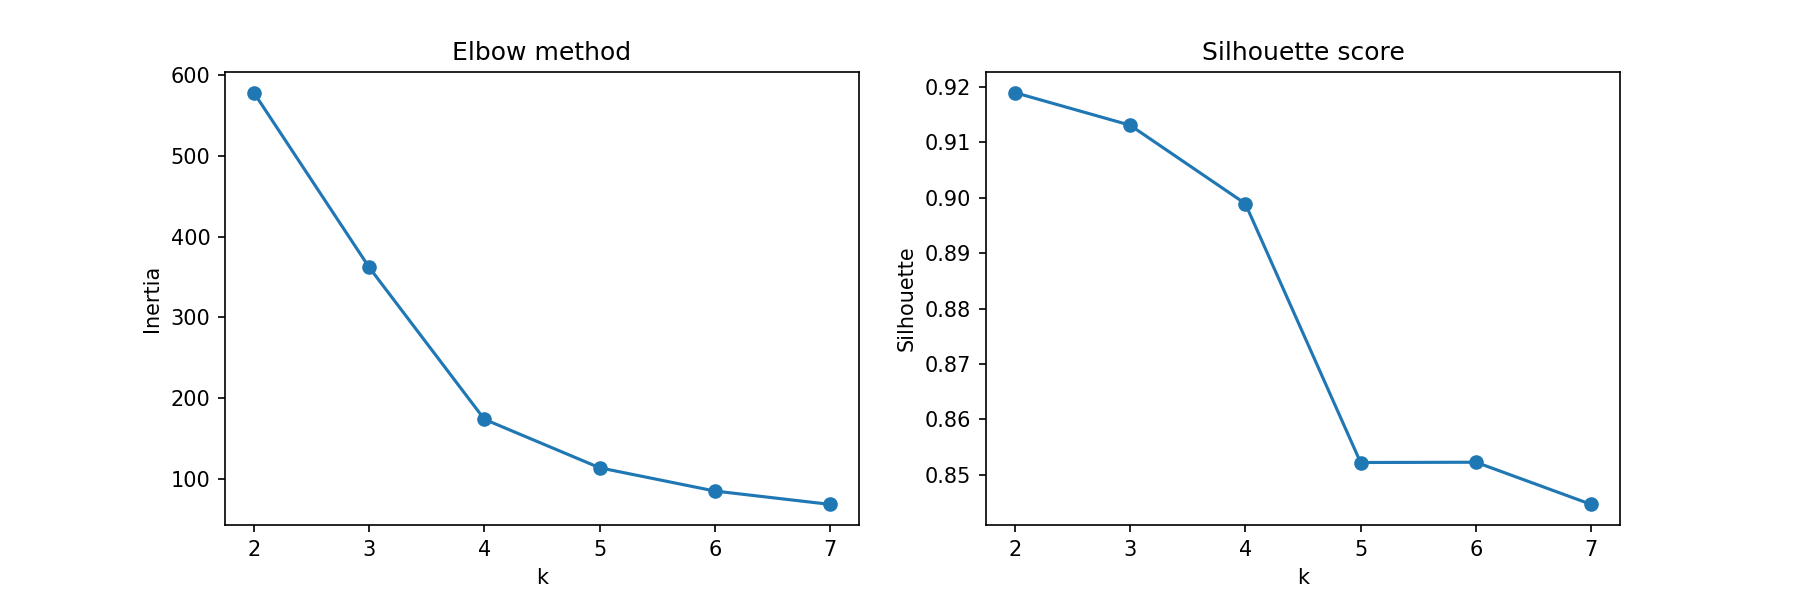 Elbow method
600
500
400
300
200
100
Inertia
2 3 4 5 6 7
k
Silhouette score
0.92
0.91
0.90
0.89
0.88
0.87
0.86
0.85
Silhouette
2 3 4 5 6 7
k